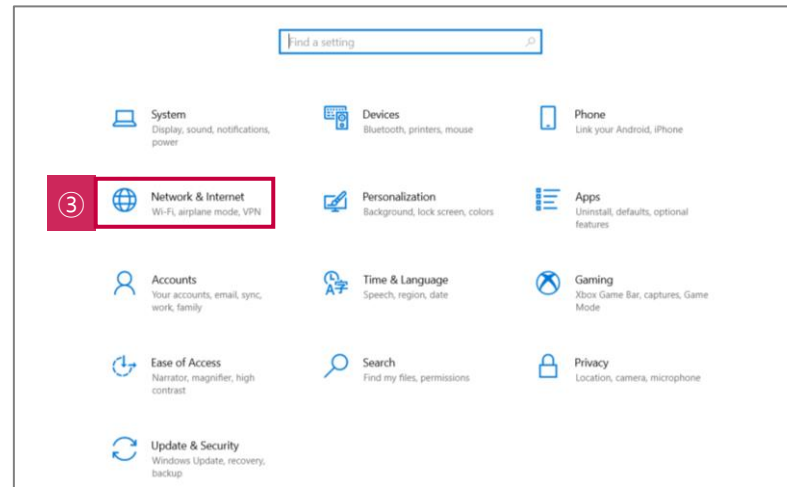 Find a setting
System
Display, sound, notifications,
power
Devices
Bluetooth, printers, mouse
Phone
Link your Android, iPhone
③
Network & Internet
Wi-Fi, airplane mode, VPN
Personalization
Background, lock screen, colors
Apps
Uninstall, defaults, optional
features
Accounts
Your accounts, email, sync,
work, family
Time & Language
Speech, region, date
Gaming
Xbox Game Bar, captures, Game
Mode
Ease of Access
Narrator, magnifier, high
contrast
Search
Find my files, permissions
Privacy
Location, camera, microphone
Update & Security
Windows Update, recovery,
backup